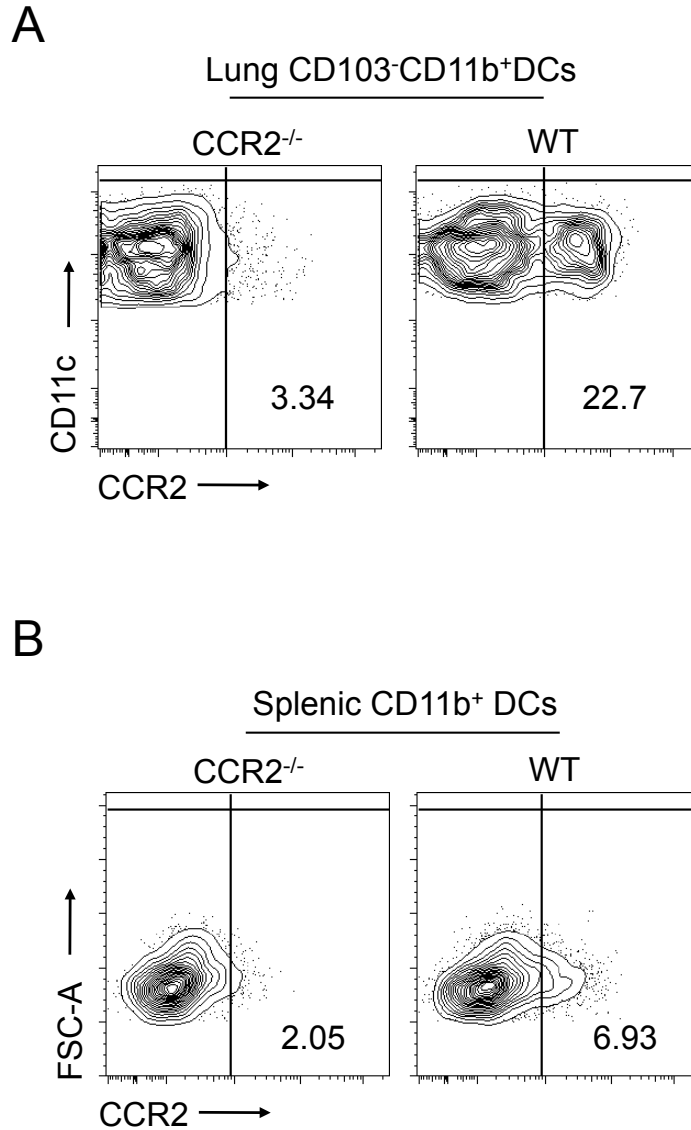 A
Lung CD103⁻CD11b⁺DCs
CCR2⁻/⁻
WT
CD11c
3.34
22.7
CCR2
B
Splenic CD11b⁺ DCs
CCR2⁻/⁻
WT
FSC-A
2.05
6.93
CCR2